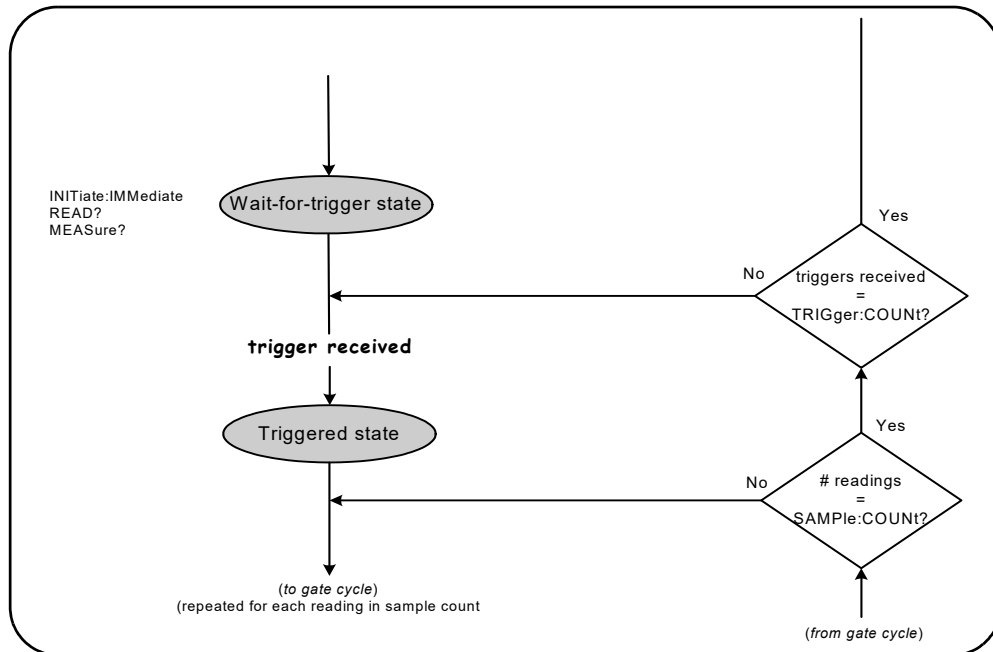 INITiate:IMMediate
READ?
MEASure?
Wait-for-trigger state
Yes
No
triggers received
=
TRIGger:COUNt?
trigger received
Triggered state
Yes
No
# readings
=
SAMPle:COUNt?
(to gate cycle)
(repeated for each reading in sample count
(from gate cycle)